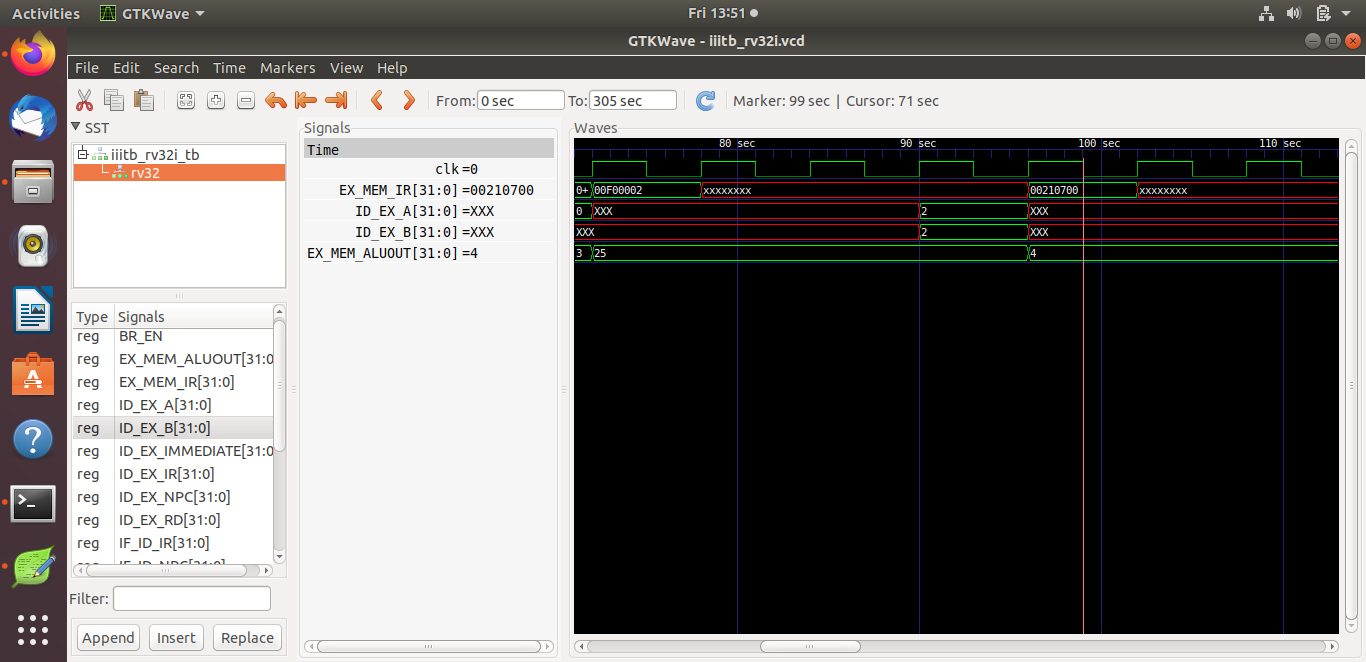 Activities GTKWave Fri 13:51
GTKWave - iiitb_rv32i.vcd
File Edit Search Time Markers View Help
From: 0 sec To: 305 sec Marker: 99 sec | Cursor: 71 sec
SST
iiitb_rv32i_tb
rv32
Type Signals
reg BR_EN
reg EX_MEM_ALUOUT[31:0
reg EX_MEM_IR[31:0]
reg ID_EX_A[31:0]
reg ID_EX_B[31:0]
reg ID_EX_IMMEDIATE[31:0
reg ID_EX_IR[31:0]
reg ID_EX_NPC[31:0]
reg ID_EX_RD[31:0]
reg IF_ID_IR[31:0]
reg IF_ID_NPC[31:0]
Filter:
Append Insert Replace
Signals
Time
clk =0
EX_MEM_IR[31:0] =00210700
ID_EX_A[31:0] =XXX
ID_EX_B[31:0] =XXX
EX_MEM_ALUOUT[31:0] =4
Waves
80 sec 90 sec 100 sec 110 sec
0+ 00F00002 xxxxxxxx 00210700 xxxxxxxx
0 XXX 2 XXX
XXX 2 XXX
3 25 4